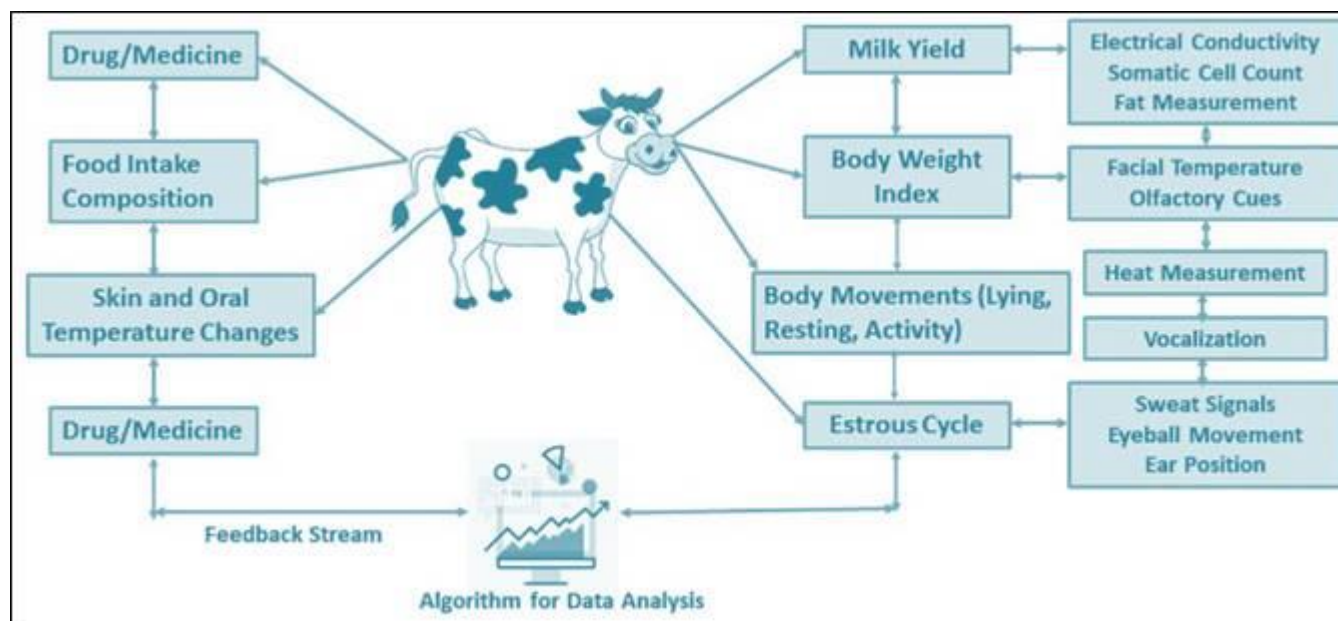 Drug/Medicine
Food Intake
Composition
Skin and Oral
Temperature Changes
Drug/Medicine
Feedback Stream
Algorithm for Data Analysis
Milk Yield
Body Weight
Index
Body Movements (Lying,
Resting, Activity)
Estrous Cycle
Electrical Conductivity
Somatic Cell Count
Fat Measurement
Facial Temperature
Olfactory Cues
Heat Measurement
Vocalization
Sweat Signals
Eyeball Movement
Ear Position